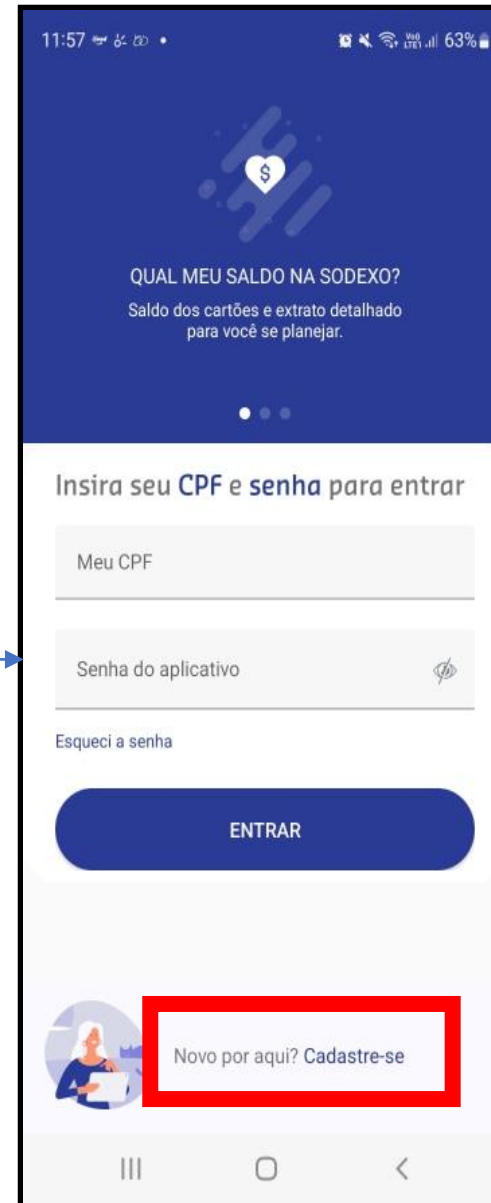 11:57
63%
$
QUAL MEU SALDO NA SODEXO?
Saldo dos cartões e extrato detalhado
para você se planejar.
Insira seu CPF e senha para entrar
Meu CPF
Senha do aplicativo
Esqueci a senha
ENTRAR
Novo por aqui? Cadastre-se